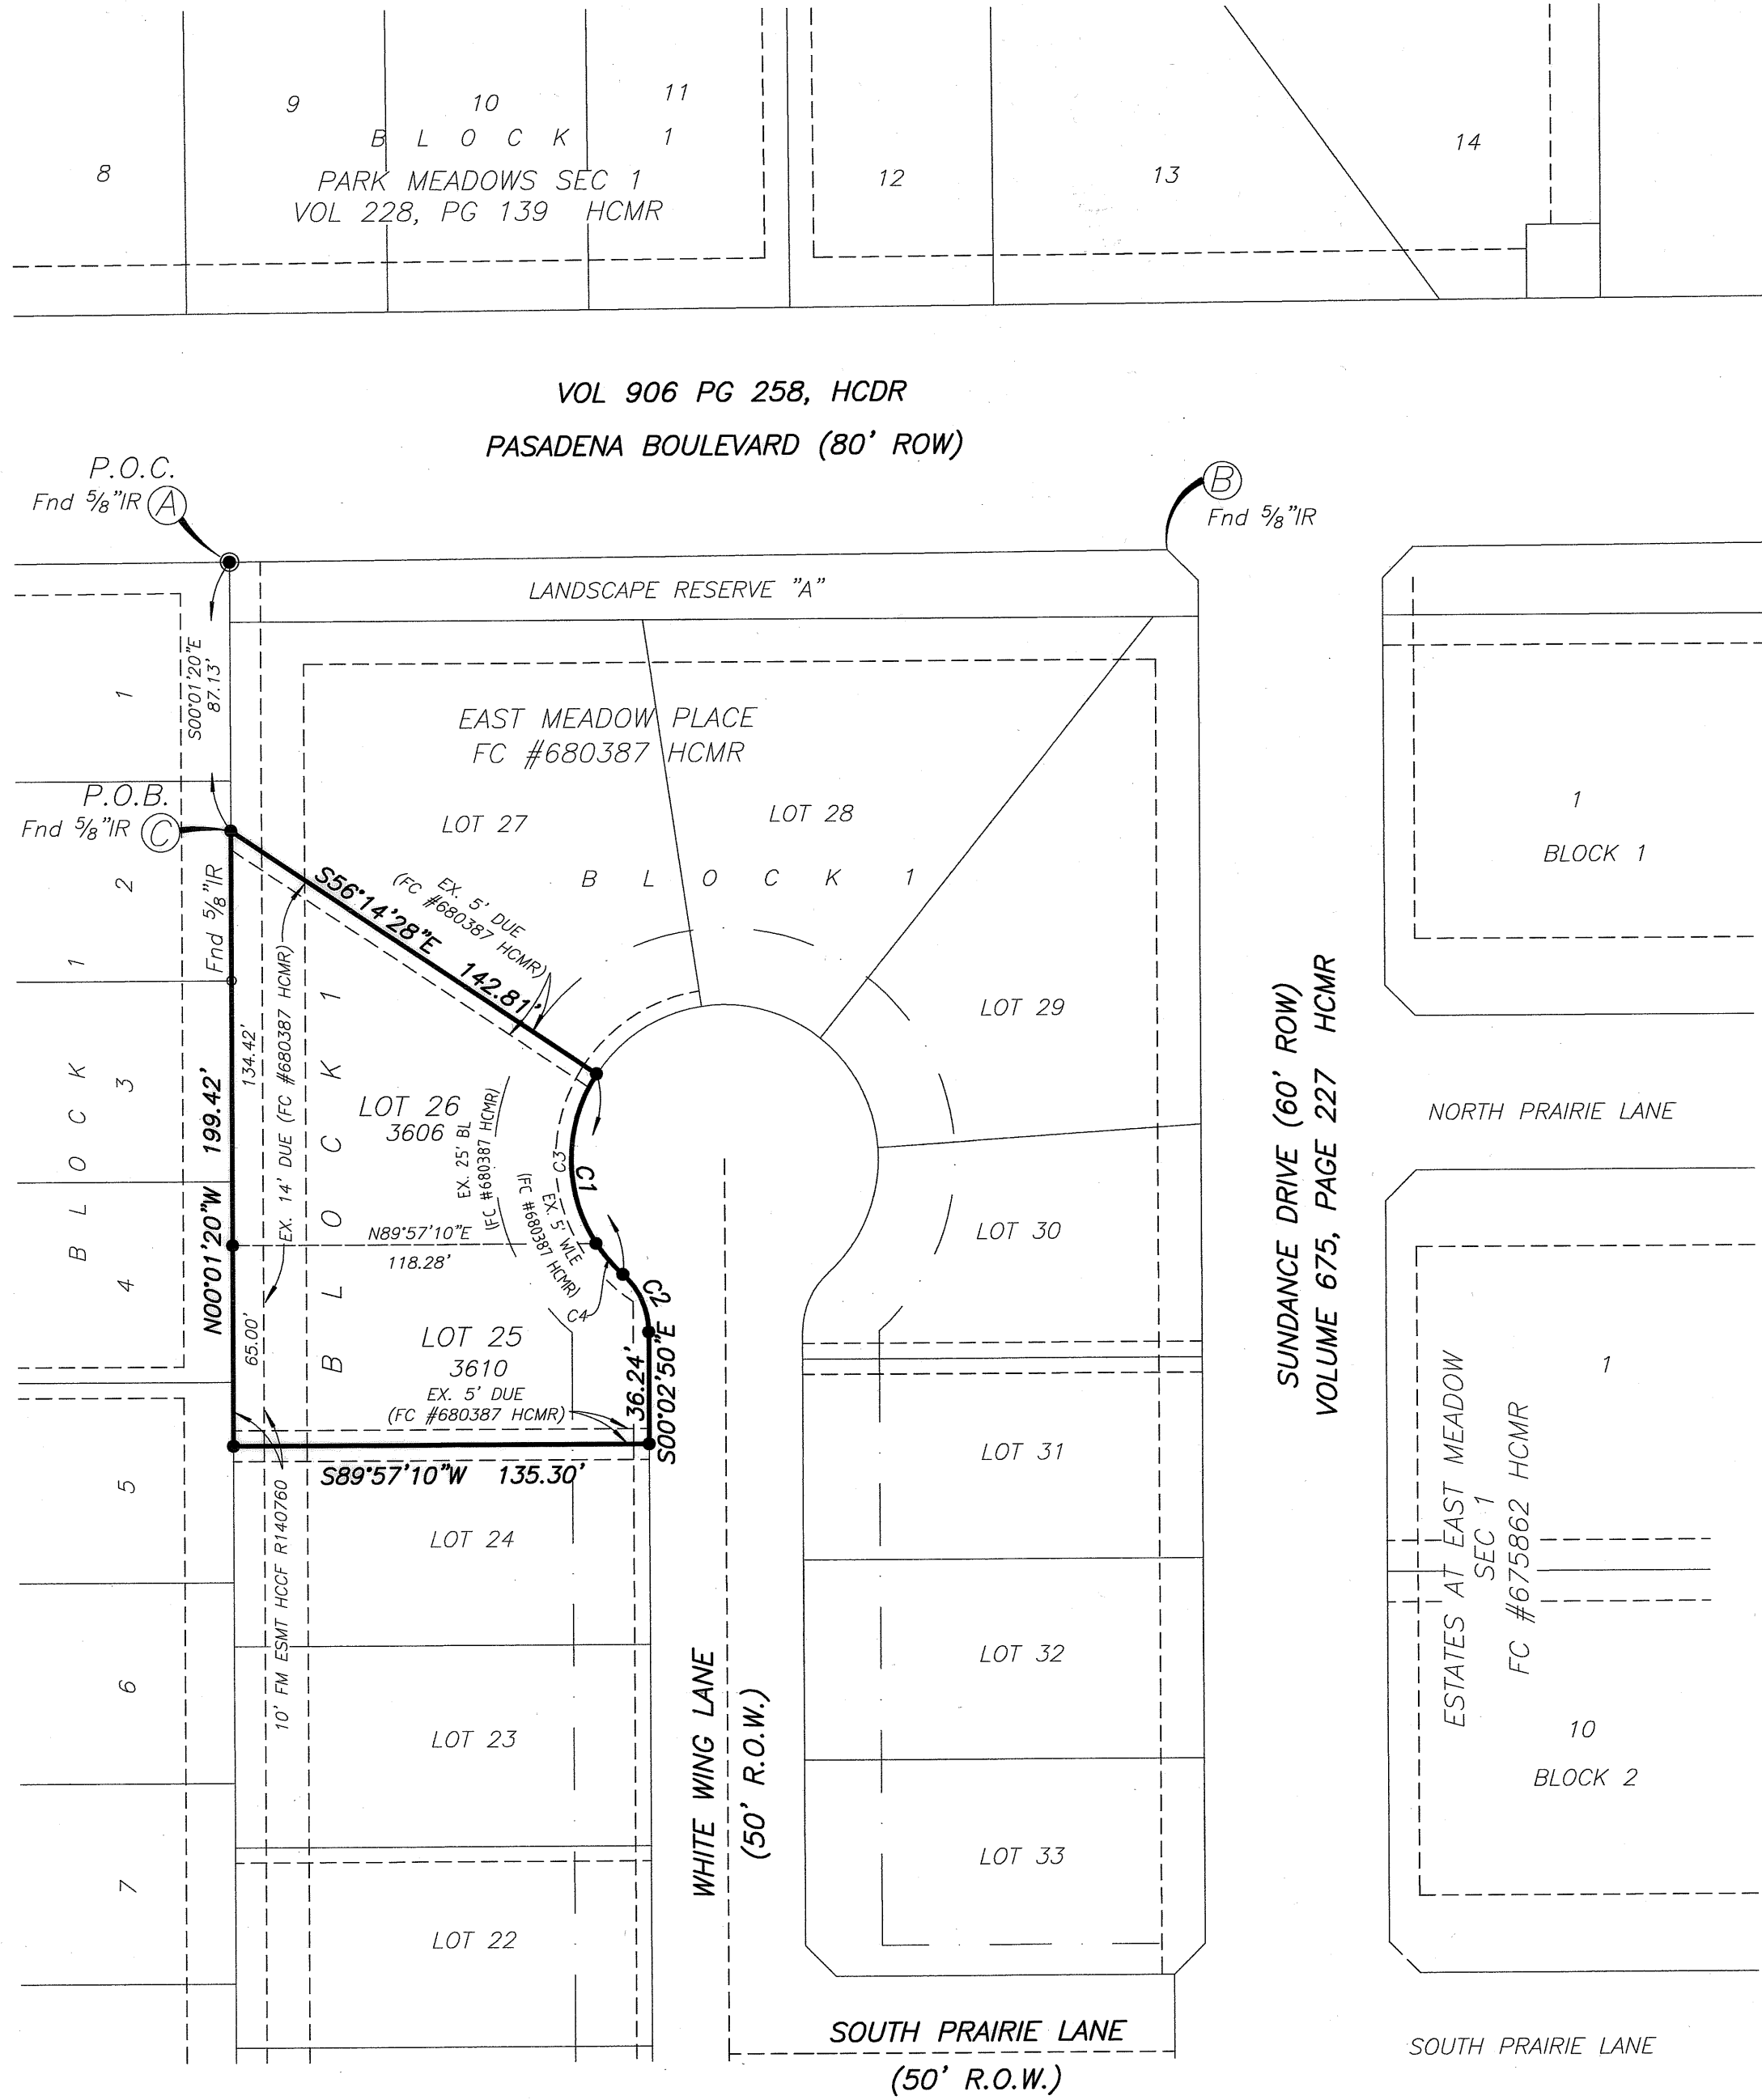 9
10
11
B L O C K 1
8
PARK MEADOWS SEC 1
VOL 228, PG 139 HCMR
12
13
14
VOL 906 PG 258, HCDR
PASADENA BOULEVARD (80' ROW)
P.O.C.
Fnd 5/8"IR A
B
Fnd 5/8"IR
LANDSCAPE RESERVE "A"
S00°01'20"E
87.13'
1
EAST MEADOW PLACE
FC #680387 HCMR
P.O.B.
Fnd 5/8"IR C
LOT 27
LOT 28
B L O C K 1
1
BLOCK 1
2
Fnd 5/8"IR
S56°14'28"E 142.81'
EX. 5' DUE
(FC #680387 HCMR)
LOT 29
3
4
BLOCK 1
N00°01'20"W 199.42'
134.42'
EX. 14' DUE (FC #680387 HCMR)
BLOCK 1
LOT 26
3606
EX. 25' BL
(FC #680387 HCMR)
C3
C1
EX. 5' WLE
(FC #680387 HCMR)
N89°57'10"E
118.28'
C4
C2
LOT 30
SUNDANCE DRIVE (60' ROW)
VOLUME 675, PAGE 227 HCMR
NORTH PRAIRIE LANE
65.00'
LOT 25
3610
EX. 5' DUE
(FC #680387 HCMR)
36.24'
S00°02'50"E
S89°57'10"W 135.30'
1
LOT 31
5
10' FM ESMT HCCF R140760
LOT 24
ESTATES AT EAST MEADOW
SEC 1
FC #675862 HCMR
6
LOT 23
WHITE WING LANE
(50' R.O.W.)
LOT 32
10
BLOCK 2
7
LOT 33
LOT 22
SOUTH PRAIRIE LANE
(50' R.O.W.)
SOUTH PRAIRIE LANE